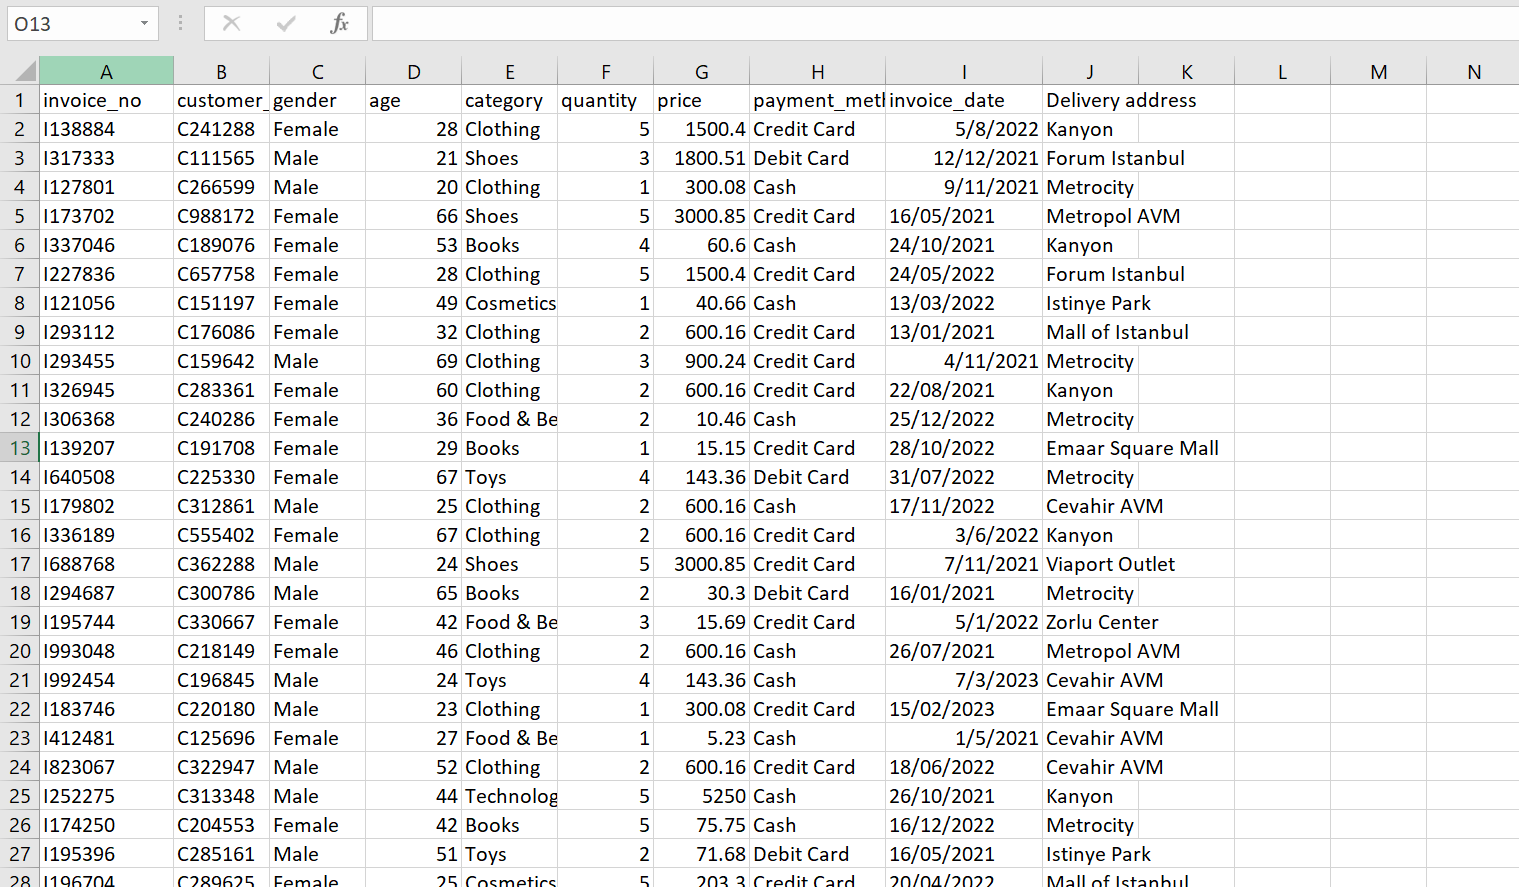 O13 fx
A B C D E F G H I J K L M N
1 invoice_no customer_ gender age category quantity price payment_met invoice_date Delivery address
2 I138884 C241288 Female 28 Clothing 5 1500.4 Credit Card 5/8/2022 Kanyon
3 I317333 C111565 Male 21 Shoes 3 1800.51 Debit Card 12/12/2021 Forum Istanbul
4 I127801 C266599 Male 20 Clothing 1 300.08 Cash 9/11/2021 Metrocity
5 I173702 C988172 Female 66 Shoes 5 3000.85 Credit Card 16/05/2021 Metropol AVM
6 I337046 C189076 Female 53 Books 4 60.6 Cash 24/10/2021 Kanyon
7 I227836 C657758 Female 28 Clothing 5 1500.4 Credit Card 24/05/2022 Forum Istanbul
8 I121056 C151197 Female 49 Cosmetics 1 40.66 Cash 13/03/2022 Istinye Park
9 I293112 C176086 Female 32 Clothing 2 600.16 Credit Card 13/01/2021 Mall of Istanbul
10 I293455 C159642 Male 69 Clothing 3 900.24 Credit Card 4/11/2021 Metrocity
11 I326945 C283361 Female 60 Clothing 2 600.16 Credit Card 22/08/2021 Kanyon
12 I306368 C240286 Female 36 Food & Be 2 10.46 Cash 25/12/2022 Metrocity
13 I139207 C191708 Female 29 Books 1 15.15 Credit Card 28/10/2022 Emaar Square Mall
14 I640508 C225330 Female 67 Toys 4 143.36 Debit Card 31/07/2022 Metrocity
15 I179802 C312861 Male 25 Clothing 2 600.16 Cash 17/11/2022 Cevahir AVM
16 I336189 C555402 Female 67 Clothing 2 600.16 Credit Card 3/6/2022 Kanyon
17 I688768 C362288 Male 24 Shoes 5 3000.85 Credit Card 7/11/2021 Viaport Outlet
18 I294687 C300786 Male 65 Books 2 30.3 Debit Card 16/01/2021 Metrocity
19 I195744 C330667 Female 42 Food & Be 3 15.69 Credit Card 5/1/2022 Zorlu Center
20 I993048 C218149 Female 46 Clothing 2 600.16 Cash 26/07/2021 Metropol AVM
21 I992454 C196845 Male 24 Toys 4 143.36 Cash 7/3/2023 Cevahir AVM
22 I183746 C220180 Male 23 Clothing 1 300.08 Credit Card 15/02/2023 Emaar Square Mall
23 I412481 C125696 Female 27 Food & Be 1 5.23 Cash 1/5/2021 Cevahir AVM
24 I823067 C322947 Male 52 Clothing 2 600.16 Credit Card 18/06/2022 Cevahir AVM
25 I252275 C313348 Male 44 Technolog 5 5250 Cash 26/10/2021 Kanyon
26 I174250 C204553 Female 42 Books 5 75.75 Cash 16/12/2022 Metrocity
27 I195396 C285161 Male 51 Toys 2 71.68 Debit Card 16/05/2021 Istinye Park
28 I196704 C289625 Female 25 Cosmetics 5 203.3 Credit Card 20/04/2022 Mall of Istanbul